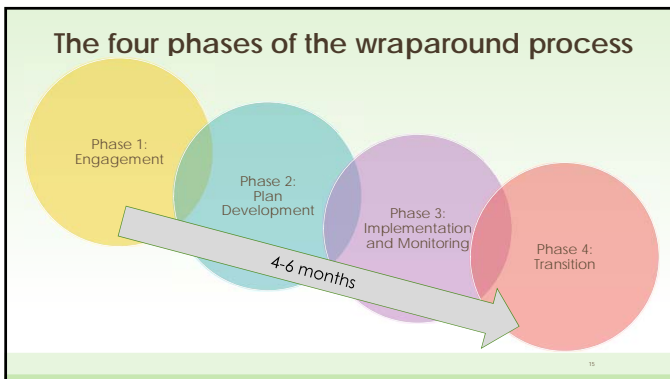 The four phases of the wraparound process
Phase 1:
Engagement
Phase 2:
Plan
Development
Phase 3:
Implementation
and Monitoring
Phase 4:
Transition
4-6 months
15